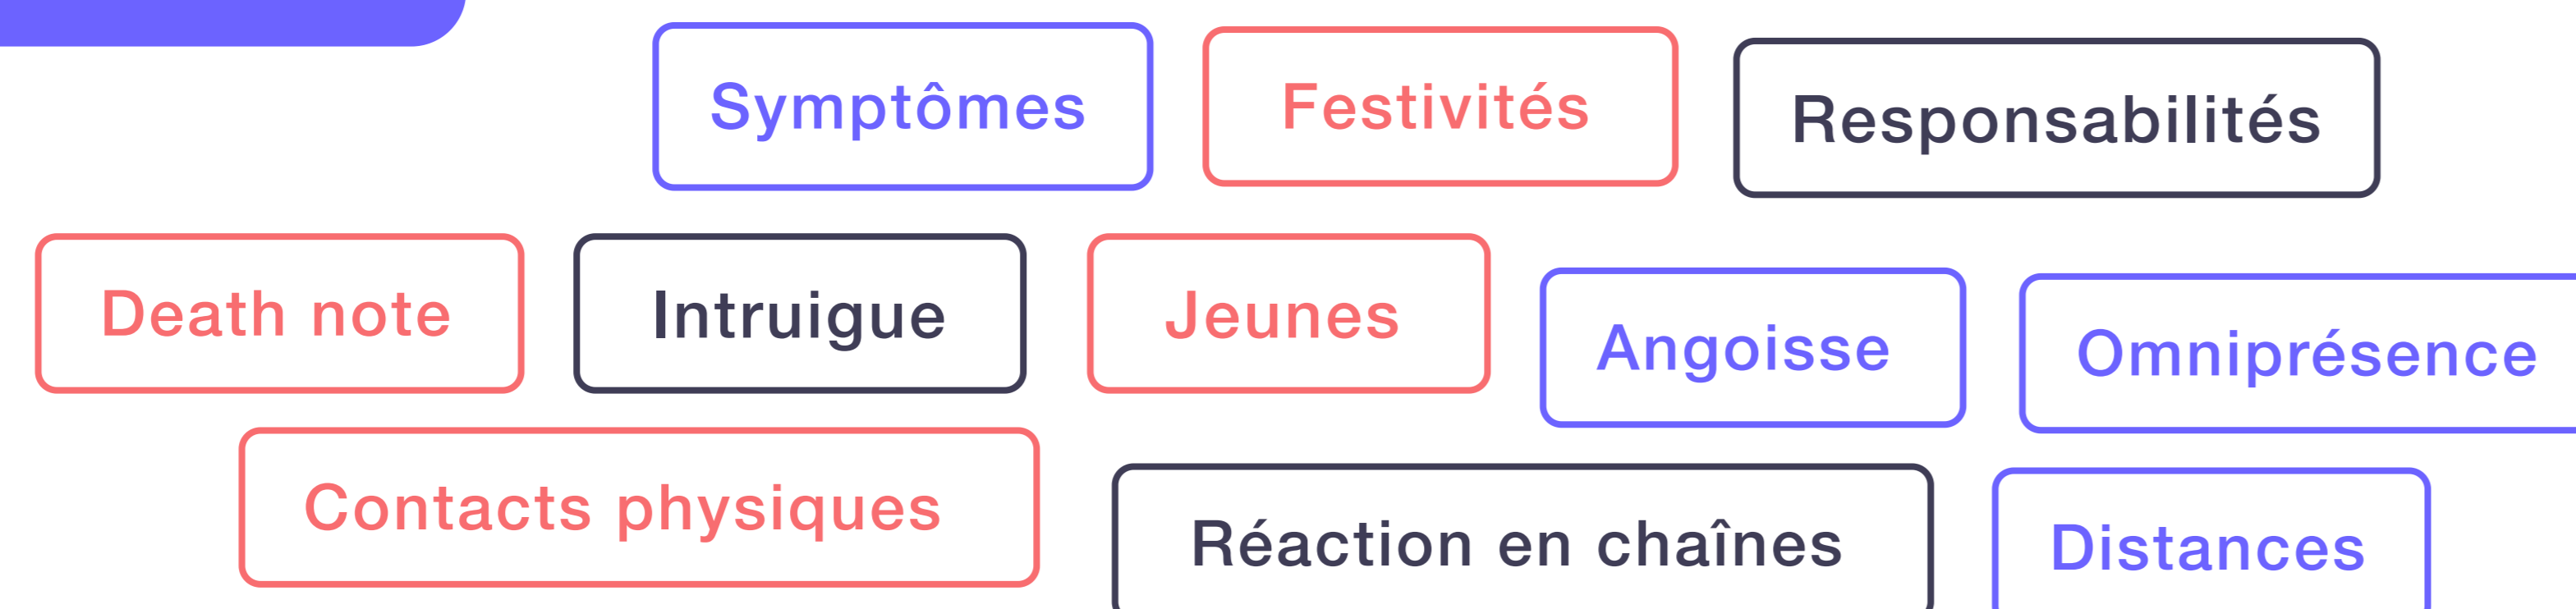 Symptômes
Festivités
Responsabilités
Death note
Intruigue
Jeunes
Angoisse
Omniprésence
Contacts physiques
Réaction en chaînes
Distances